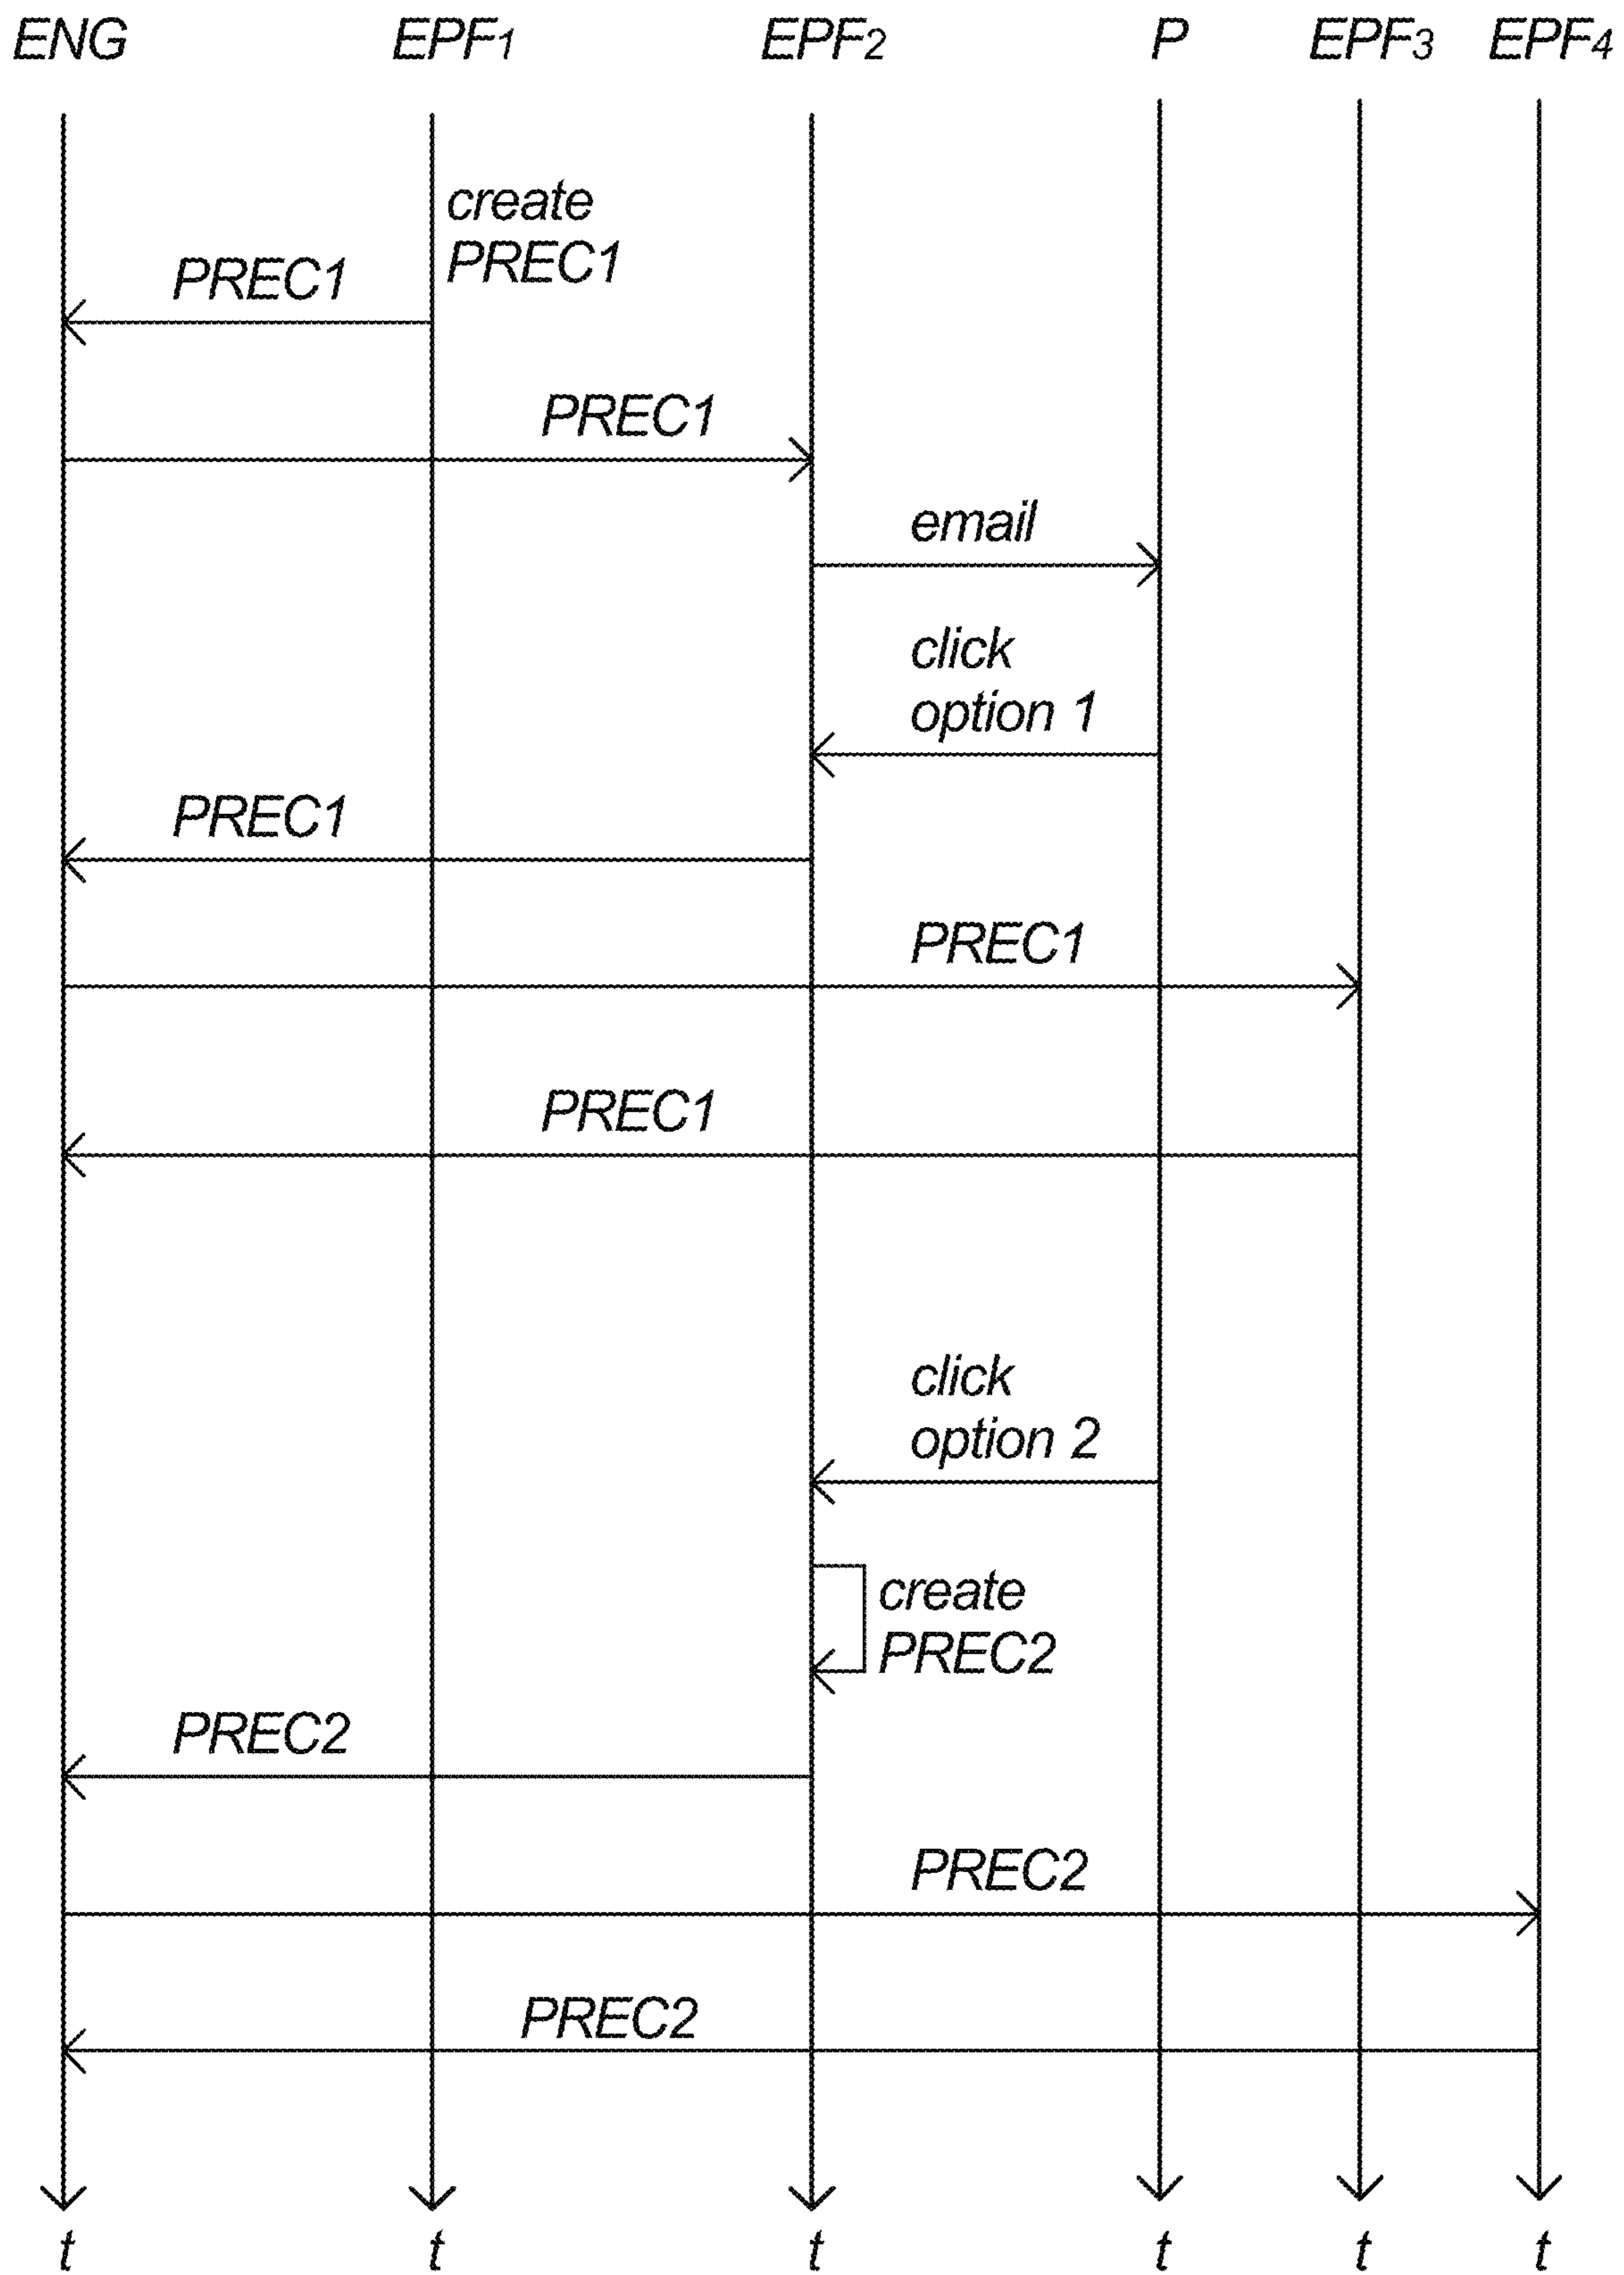 ENG EPF1 EPF2 P EPF3 EPF4
create
PREC1
PREC1
PREC1
email
click
option 1
PREC1
PREC1
PREC1
click
option 2
create
PREC2
PREC2
PREC2
PREC2
t t t t t t